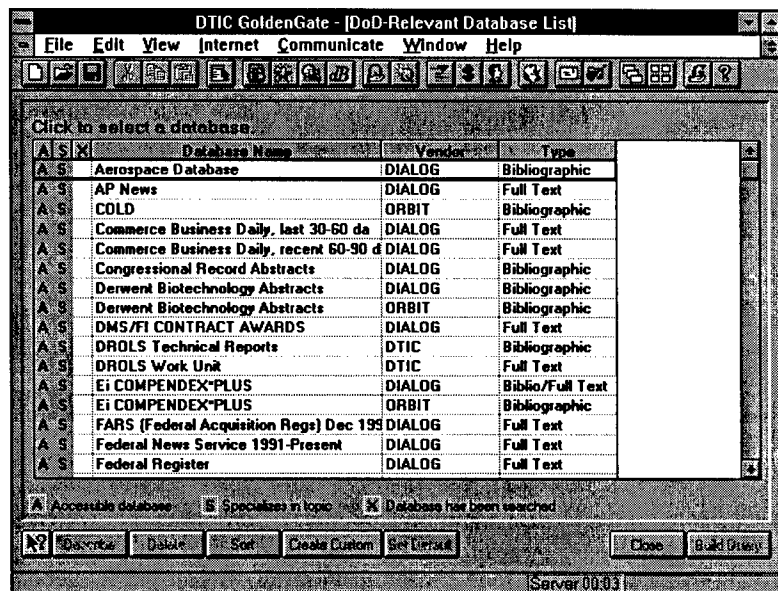 DTIC GoldenGate - [DoD-Relevant Database List]
File Edit View Internet Communicate Window Help
dB $ ?
Click to select a database...
A S X Database Name Vendor Type
A S Aerospace Database DIALOG Bibliographic
A S AP News DIALOG Full Text
A S COLD ORBIT Bibliographic
A S Commerce Business Daily, last 30-60 da DIALOG Full Text
A S Commerce Business Daily, recent 60-90 d DIALOG Full Text
A S Congressional Record Abstracts DIALOG Bibliographic
A S Derwent Biotechnology Abstracts DIALOG Bibliographic
A S Derwent Biotechnology Abstracts ORBIT Bibliographic
A S DMS/FI CONTRACT AWARDS DIALOG Full Text
A S DROLS Technical Reports DTIC Bibliographic
A S DROLS Work Unit DTIC Full Text
A S Ei COMPENDEX*PLUS DIALOG Biblio/Full Text
A S Ei COMPENDEX*PLUS ORBIT Bibliographic
A S FARS (Federal Acquisition Regs) Dec 199 DIALOG Full Text
A S Federal News Service 1991-Present DIALOG Full Text
A S Federal Register DIALOG Full Text
A Accessible database S Specializes in topic X Database has been searched
? Describe Delete Sort Create Custom Set Default Close Build Query
Server 00:03